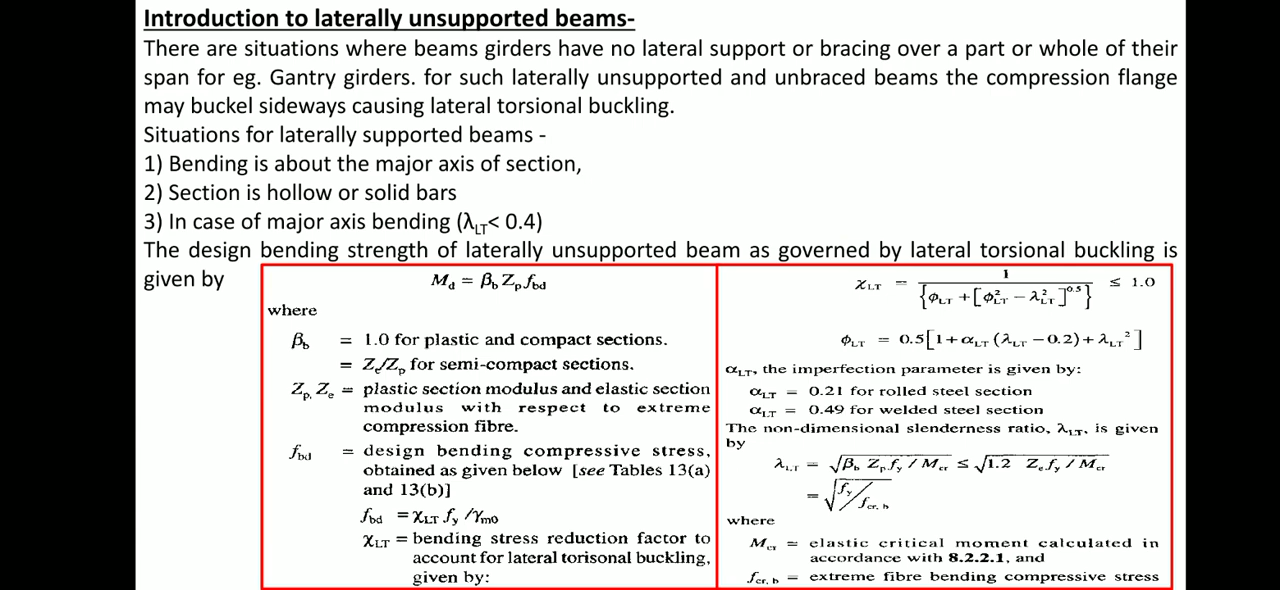 Introduction to laterally unsupported beams-
There are situations where beams girders have no lateral support or bracing over a part or whole of their
span for eg. Gantry girders. for such laterally unsupported and unbraced beams the compression flange
may buckel sideways causing lateral torsional buckling.
Situations for laterally supported beams -
1) Bending is about the major axis of section,
2) Section is hollow or solid bars
3) In case of major axis bending (λLT< 0.4)
The design bending strength of laterally unsupported beam as governed by lateral torsional buckling is
given by
Md = βb Zp fbd
where
βb = 1.0 for plastic and compact sections.
= Ze/Zp for semi-compact sections.
Zp, Ze = plastic section modulus and elastic section
modulus with respect to extreme
compression fibre.
fbd = design bending compressive stress,
obtained as given below [see Tables 13(a)
and 13(b)]
fbd = χLT fy /γm0
χLT = bending stress reduction factor to
account for lateral torisonal buckling,
given by:
χLT = 1 / {φLT + [φ²LT − λ²LT]^0.5} ≤ 1.0
φLT = 0.5[1 + αLT (λLT − 0.2) + λLT²]
αLT, the imperfection parameter is given by:
αLT = 0.21 for rolled steel section
αLT = 0.49 for welded steel section
The non-dimensional slenderness ratio, λLT, is given
by
λLT = √(βb Zp fy / Mcr) ≤ √(1.2 Ze fy / Mcr)
= √(fy / fcr, b)
where
Mcr = elastic critical moment calculated in
accordance with 8.2.2.1, and
fcr, b = extreme fibre bending compressive stress